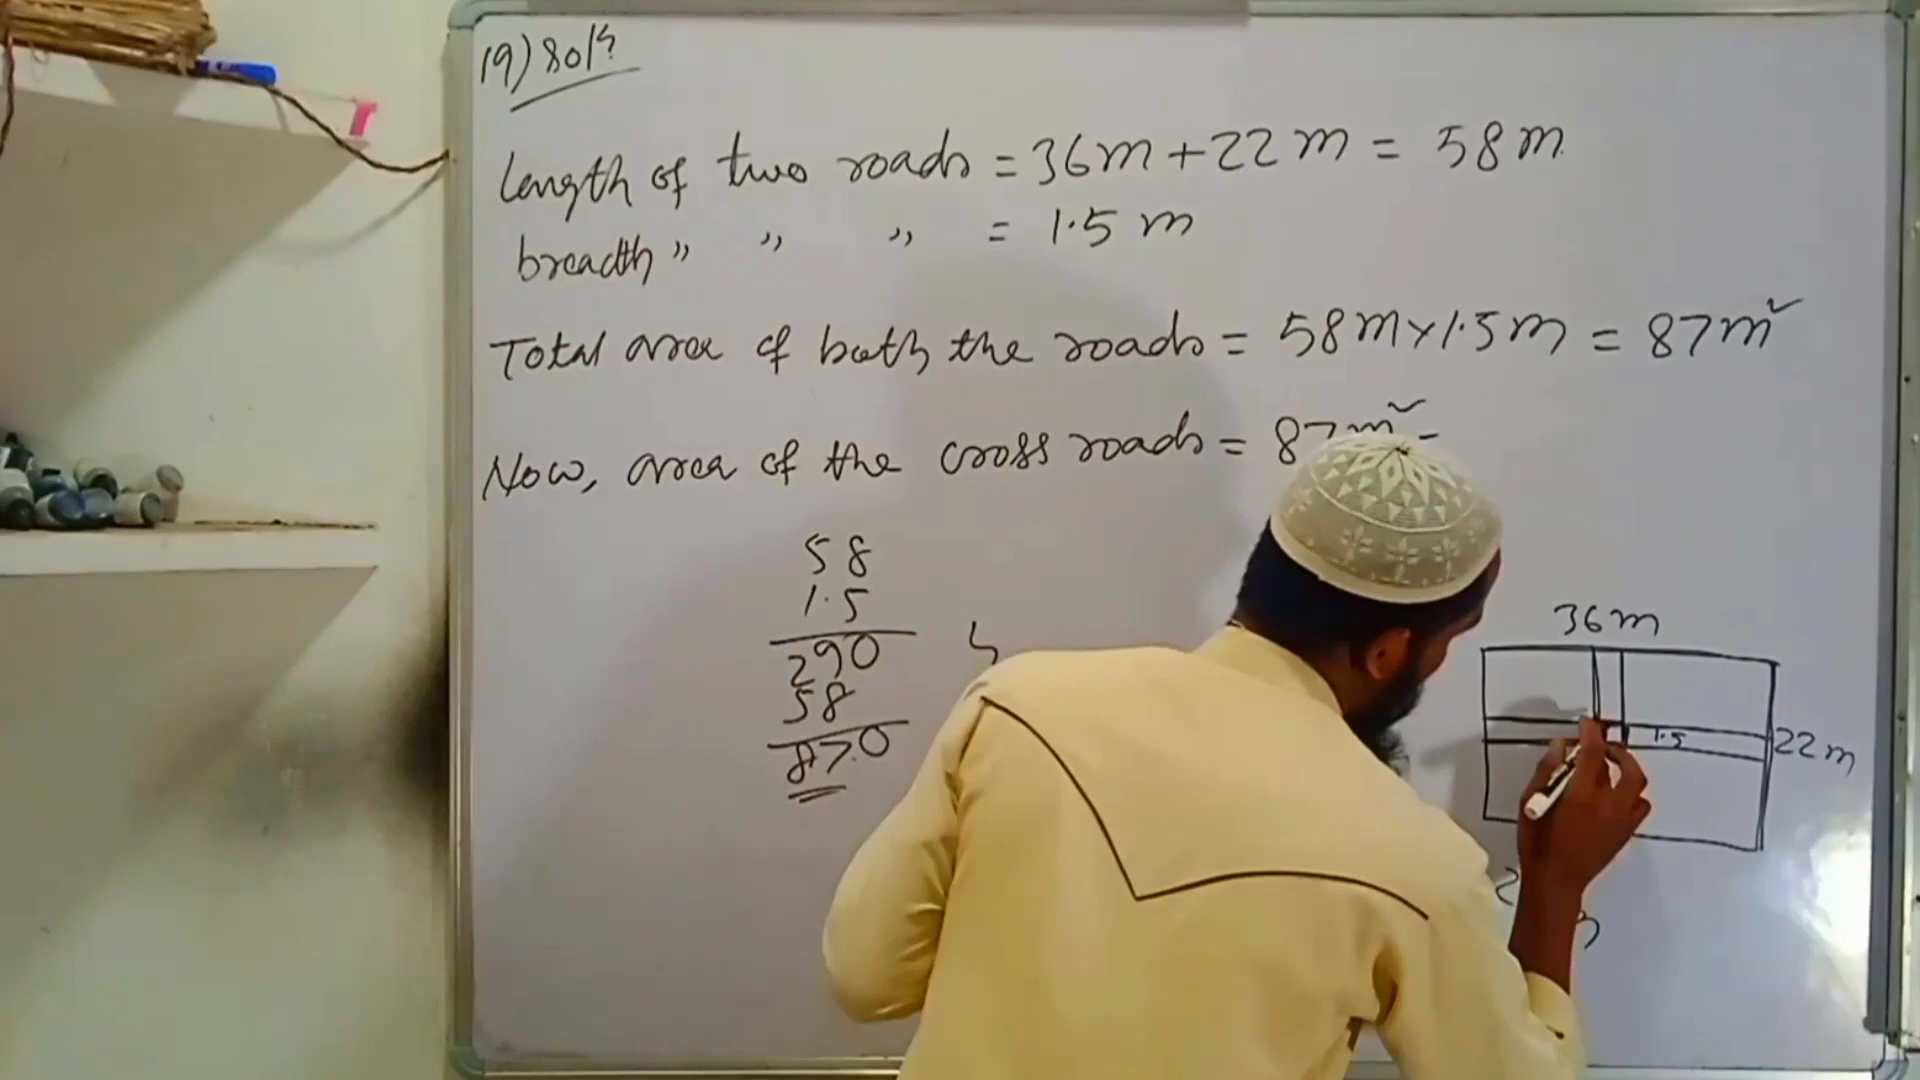 19) Sol?
Length of two roads = 36m + 22m = 58m.
breadth " " " = 1.5 m
Total area of both the roads = 58m×1.5m = 87m²
Now, area of the cross roads = 87m² -
58
1.5
290
58
87.0
36m
1.5
22m